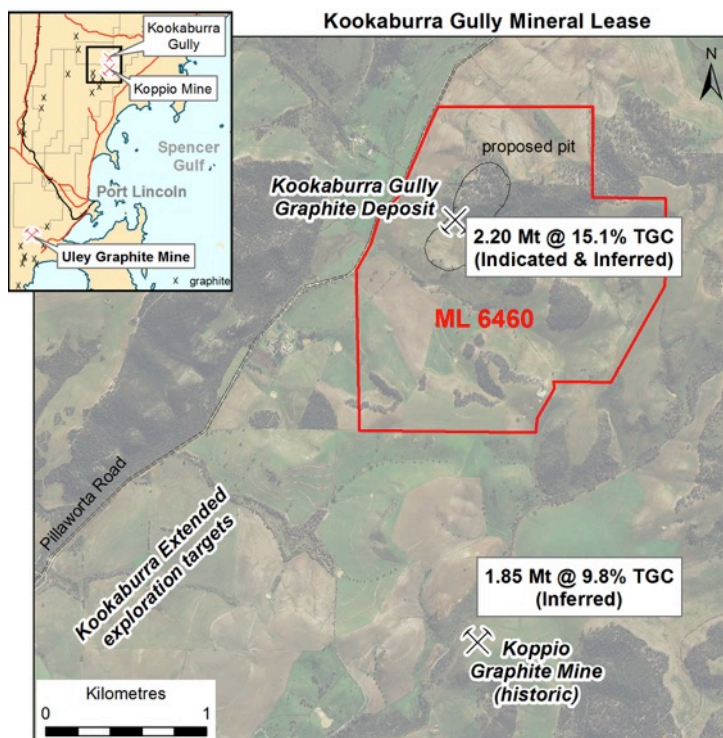 Kookaburra Gully Mineral Lease
Kookaburra
Gully
Koppio Mine
Spencer
Gulf
Port Lincoln
Uley Graphite Mine
x graphite
N
proposed pit
Kookaburra Gully
Graphite Deposit
2.20 Mt @ 15.1% TGC
(Indicated & Inferred)
ML 6460
Pillaworta Road
Kookaburra Extended
exploration targets
1.85 Mt @ 9.8% TGC
(Inferred)
Koppio
Graphite Mine
(historic)
Kilometres
0 1